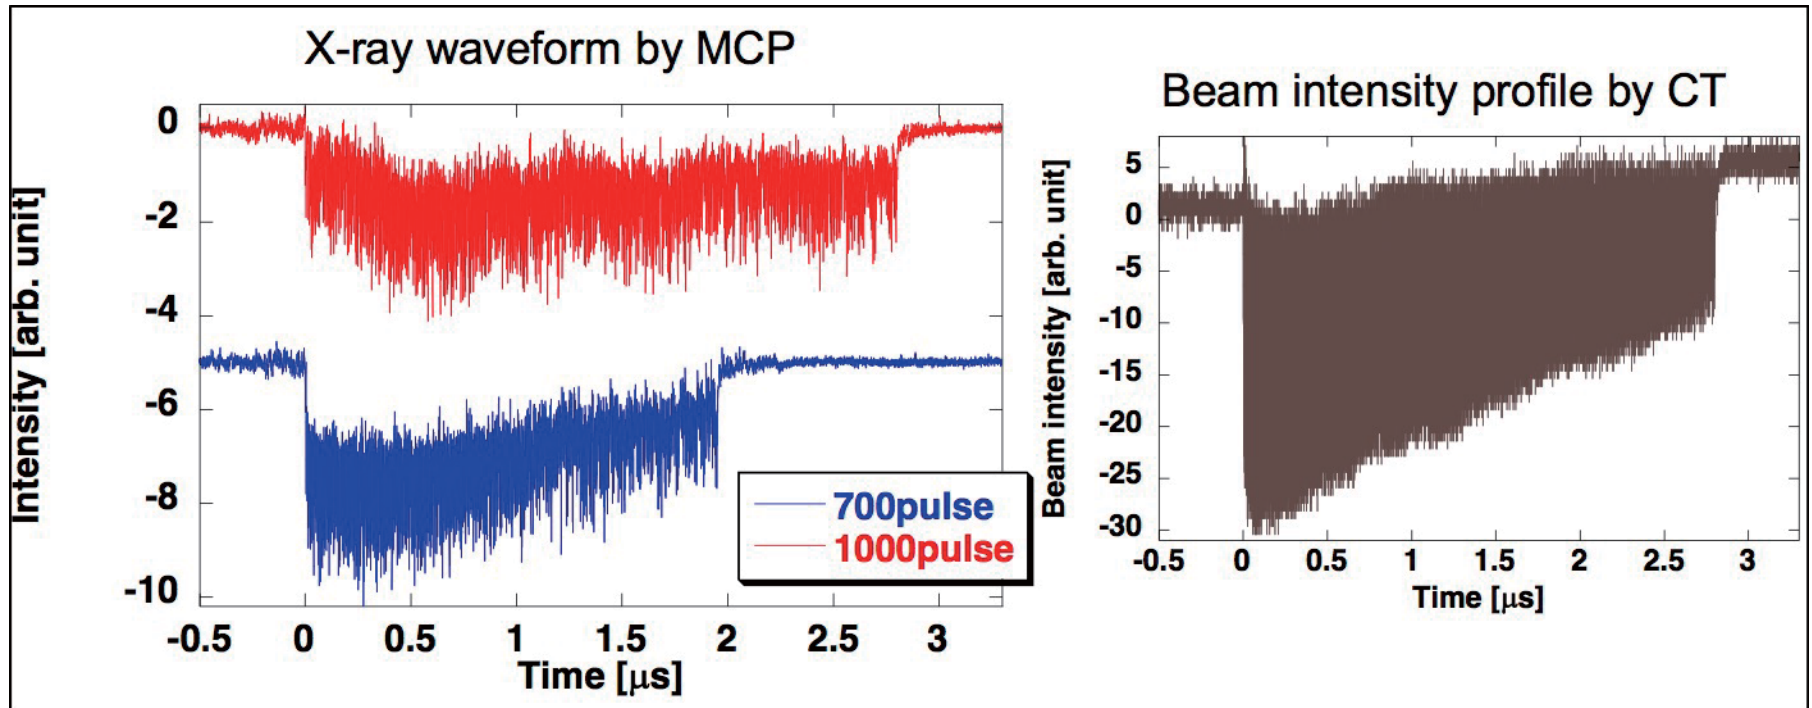 X-ray waveform by MCP
Intensity [arb. unit]
0
-2
-4
-6
-8
-10
-0.5 0 0.5 1 1.5 2 2.5 3
Time [μs]
700pulse
1000pulse
Beam intensity profile by CT
Beam intensity [arb. unit]
5
0
-5
-10
-15
-20
-25
-30
-0.5 0 0.5 1 1.5 2 2.5 3
Time [μs]